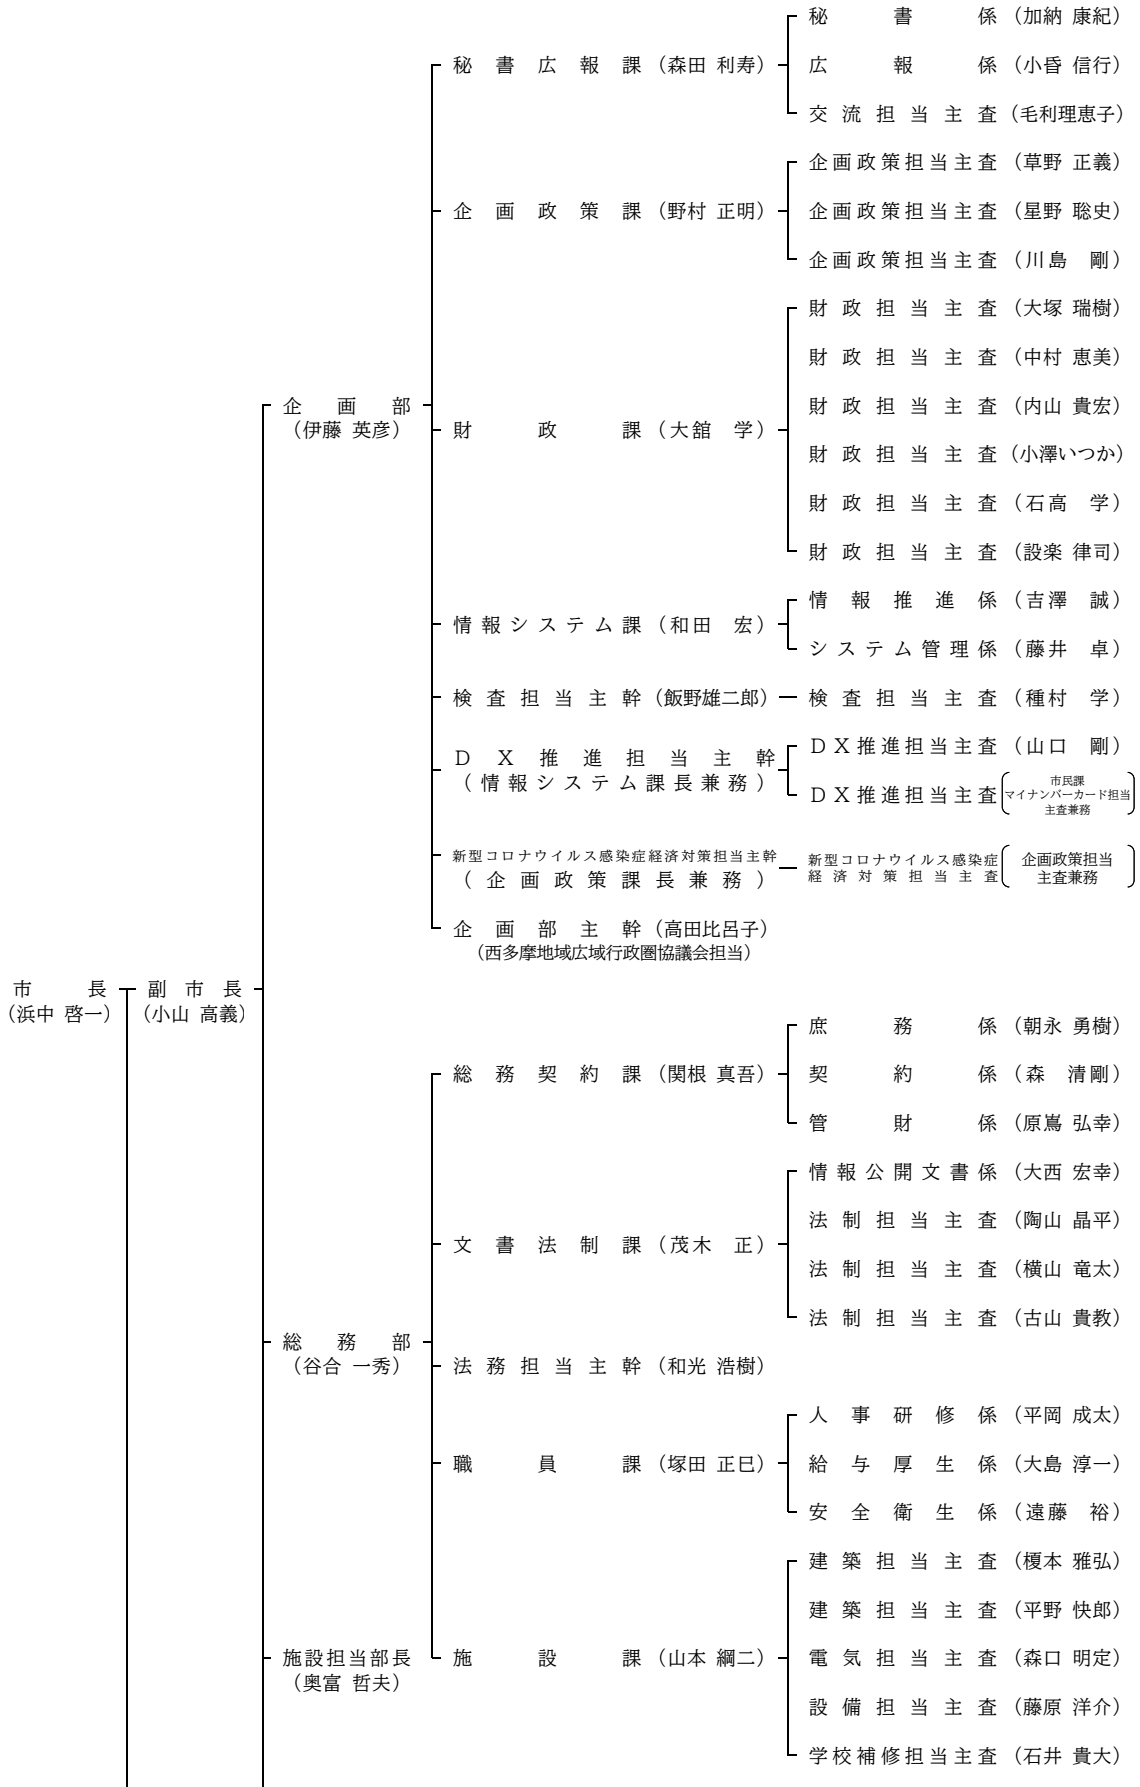 秘書係（加納 康紀）
秘書広報課（森田 利寿）
広報係（小昏 信行）
交流担当主査（毛利理恵子）
企画政策担当主査（草野 正義）
企画政策課（野村 正明）
企画政策担当主査（星野 聡史）
企画政策担当主査（川島 剛）
財政担当主査（大塚 瑞樹）
財政担当主査（中村 恵美）
企画部
（伊藤 英彦）
財政担当主査（内山 貴宏）
財政課（大舘 学）
財政担当主査（小澤いつか）
財政担当主査（石高 学）
財政担当主査（設楽 律司）
情報推進係（吉澤 誠）
情報システム課（和田 宏）
システム管理係（藤井 卓）
検査担当主幹（飯野雄二郎）
検査担当主査（種村 学）
ＤＸ推進担当主幹
（情報システム課長兼務）
ＤＸ推進担当主査（山口 剛）
ＤＸ推進担当主査
市民課
マイナンバーカード担当
主査兼務
新型コロナウイルス感染症経済対策担当主幹
（企画政策課長兼務）
新型コロナウイルス感染症
経済対策担当主査
企画政策担当
主査兼務
企画部主幹（高田比呂子）
（西多摩地域広域行政圏協議会担当）
市長
（浜中 啓一）
副市長
（小山 高義）
庶務係（朝永 勇樹）
総務契約課（関根 真吾）
契約係（森 清剛）
管財係（原嶌 弘幸）
情報公開文書係（大西 宏幸）
法制担当主査（陶山 晶平）
文書法制課（茂木 正）
法制担当主査（横山 竜太）
法制担当主査（古山 貴教）
総務部
（谷合 一秀）
法務担当主幹（和光 浩樹）
人事研修係（平岡 成太）
職員課（塚田 正巳）
給与厚生係（大島 淳一）
安全衛生係（遠藤 裕）
建築担当主査（榎本 雅弘）
建築担当主査（平野 快郎）
施設担当部長
（奥富 哲夫）
施設課（山本 綱二）
電気担当主査（森口 明定）
設備担当主査（藤原 洋介）
学校補修担当主査（石井 貴大）